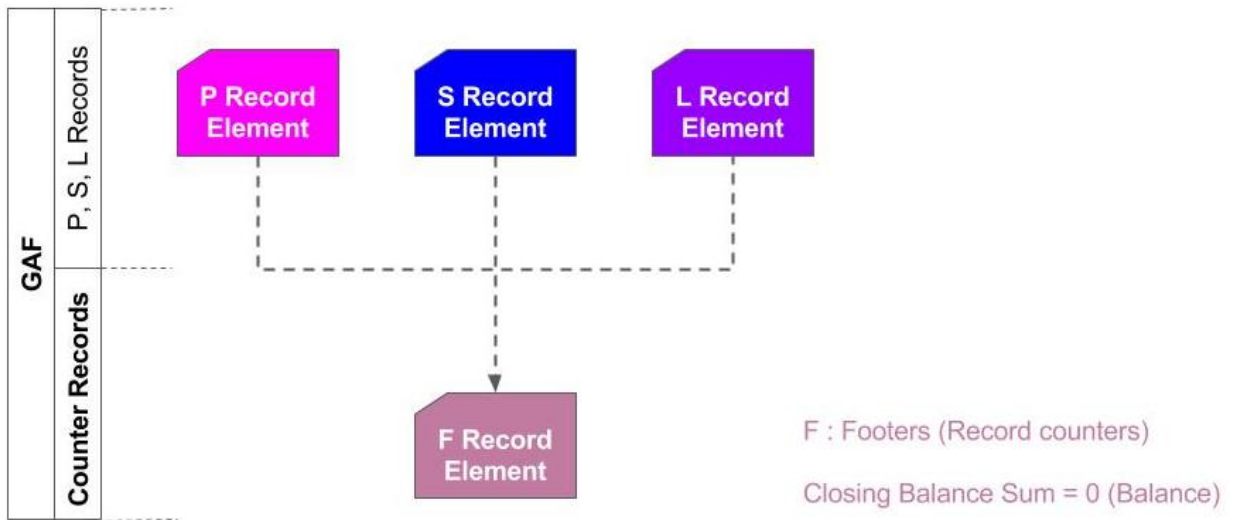 GAF
P, S, L Records
P Record
Element
S Record
Element
L Record
Element
Counter Records
F Record
Element
F : Footers (Record counters)
Closing Balance Sum = 0 (Balance)